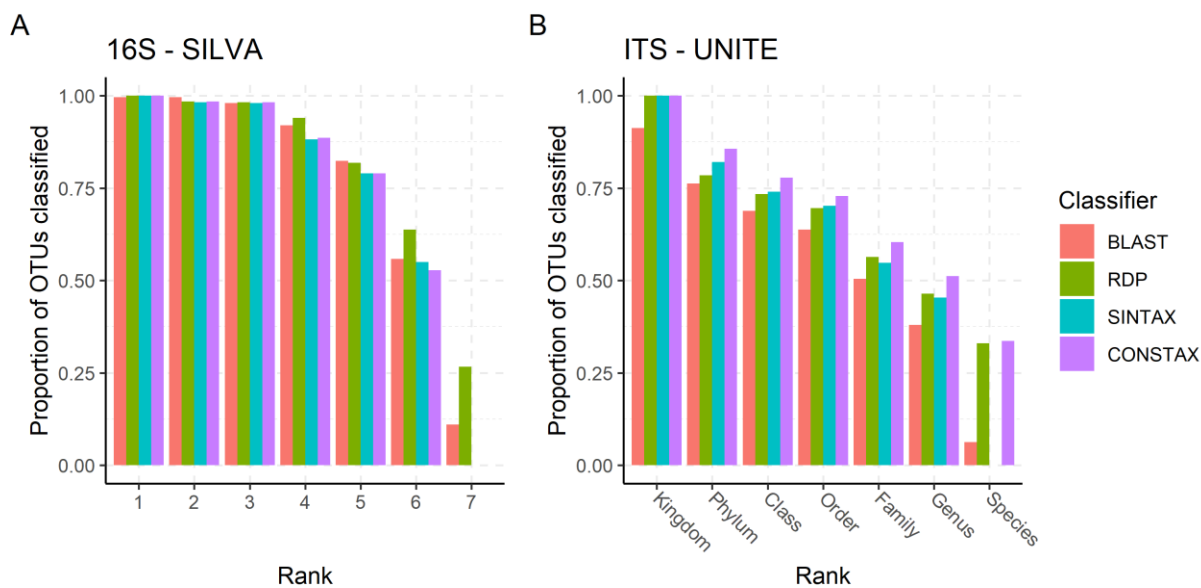 A
16S - SILVA
Proportion of OTUs classified
1.00
0.75
0.50
0.25
0.00
1 2 3 4 5 6 7
Rank
B
ITS - UNITE
Proportion of OTUs classified
1.00
0.75
0.50
0.25
0.00
Kingdom Phylum Class Order Family Genus Species
Rank
Classifier
BLAST
RDP
SINTAX
CONSTAX